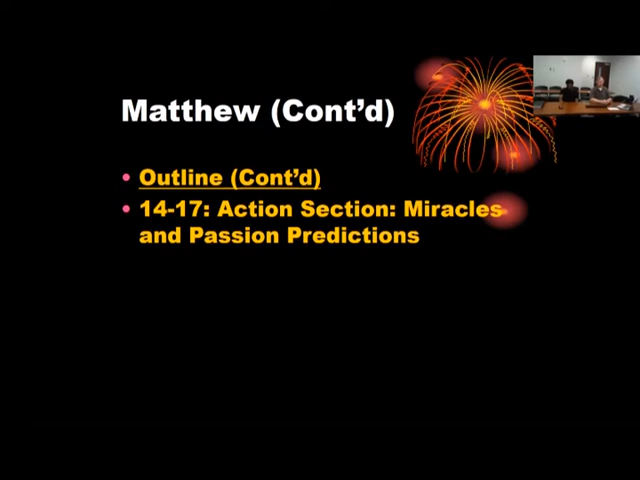 Matthew (Cont’d)
• Outline (Cont’d)
• 14-17: Action Section: Miracles
and Passion Predictions